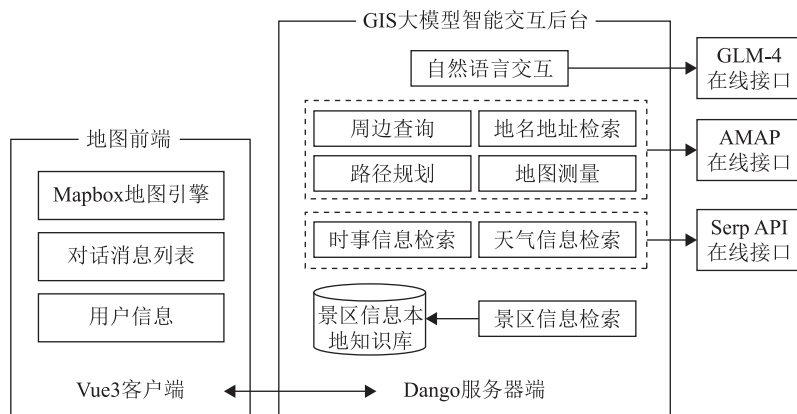 GIS大模型智能交互后台
自然语言交互
GLM-4
在线接口
周边查询
地名地址检索
路径规划
地图测量
AMAP
在线接口
时事信息检索
天气信息检索
Serp API
在线接口
景区信息本
地知识库
景区信息检索
Dango服务器端
地图前端
Mapbox地图引擎
对话消息列表
用户信息
Vue3客户端